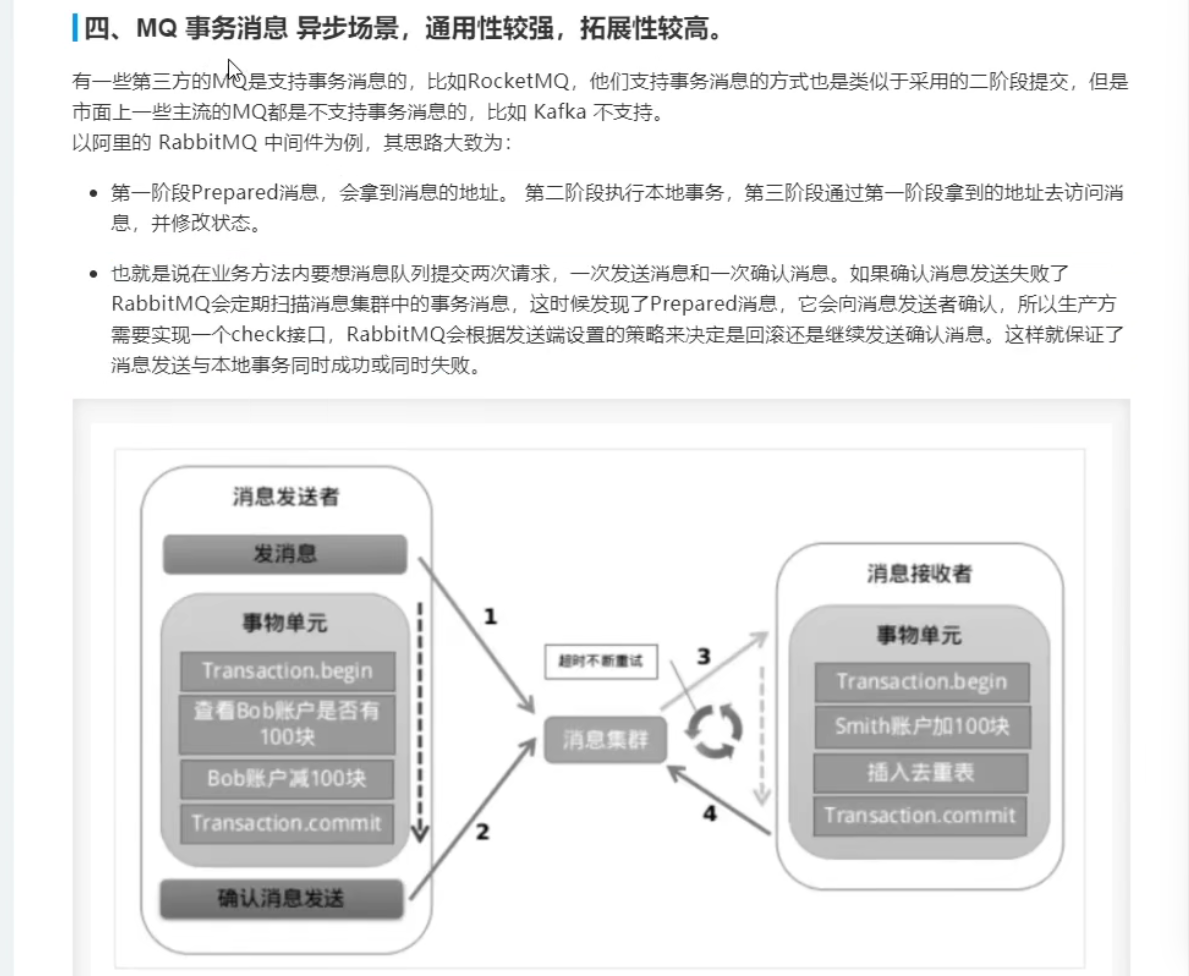 四、MQ 事务消息 异步场景，通用性较强，拓展性较高。
有一些第三方的MQ是支持事务消息的，比如RocketMQ，他们支持事务消息的方式也是类似于采用的二阶段提交，但是
市面上一些主流的MQ都是不支持事务消息的，比如 Kafka 不支持。
以阿里的 RabbitMQ 中间件为例，其思路大致为：
第一阶段Prepared消息，会拿到消息的地址。 第二阶段执行本地事务，第三阶段通过第一阶段拿到的地址去访问消
息，并修改状态。
也就是说在业务方法内要想消息队列提交两次请求，一次发送消息和一次确认消息。如果确认消息发送失败了
RabbitMQ会定期扫描消息集群中的事务消息，这时候发现了Prepared消息，它会向消息发送者确认，所以生产方
需要实现一个check接口，RabbitMQ会根据发送端设置的策略来决定是回滚还是继续发送确认消息。这样就保证了
消息发送与本地事务同时成功或同时失败。
消息发送者
发消息
事物单元
Transaction.begin
查看Bob账户是否有
100块
Bob账户减100块
Transaction.commit
确认消息发送
1
2
超时不断重试
消息集群
3
4
消息接收者
事物单元
Transaction.begin
Smith账户加100块
插入去重表
Transaction.commit